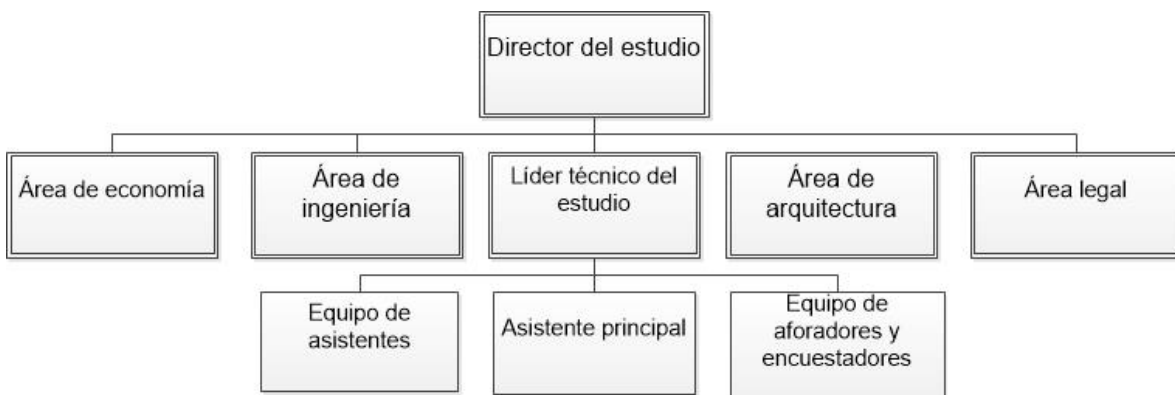 Director del estudio
Área de economía
Área de
ingeniería
Líder técnico del
estudio
Área de
arquitectura
Área legal
Equipo de
asistentes
Asistente principal
Equipo de
aforadores y
encuestadores